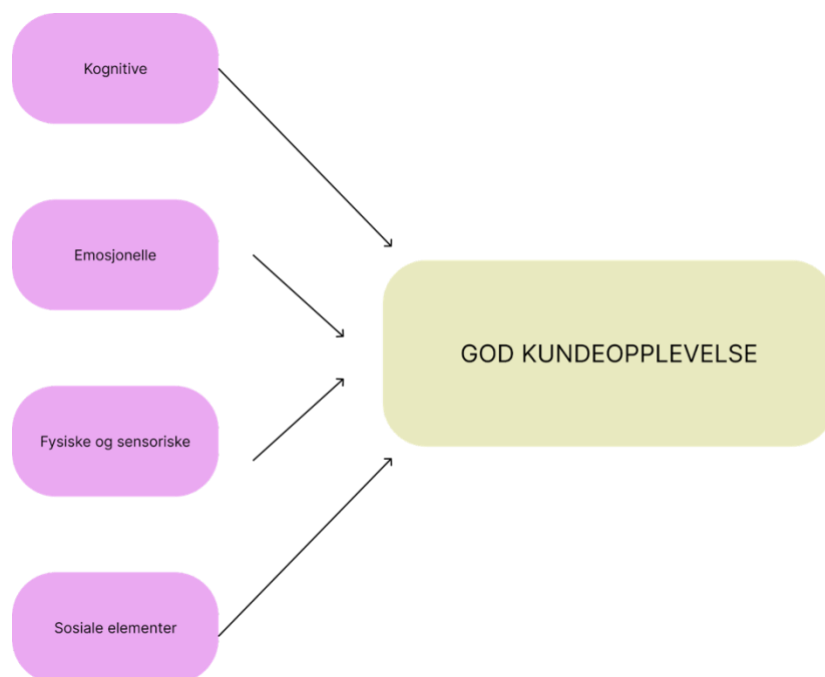 Kognitive
Emosjonelle
GOD KUNDEOPPLEVELSE
Fysiske og sensoriske
Sosiale elementer